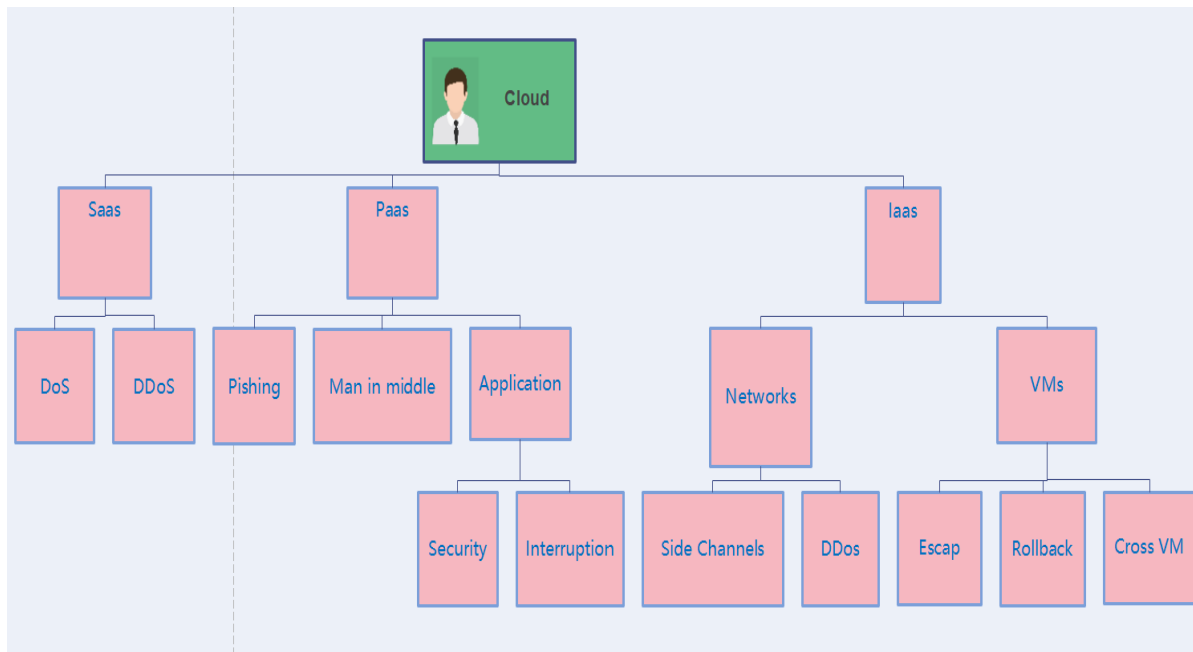 Cloud
Saas
Paas
Iaas
DoS
DDoS
Pishing
Man in middle
Application
Networks
VMs
Security
Interruption
Side Channels
DDos
Escap
Rollback
Cross VM